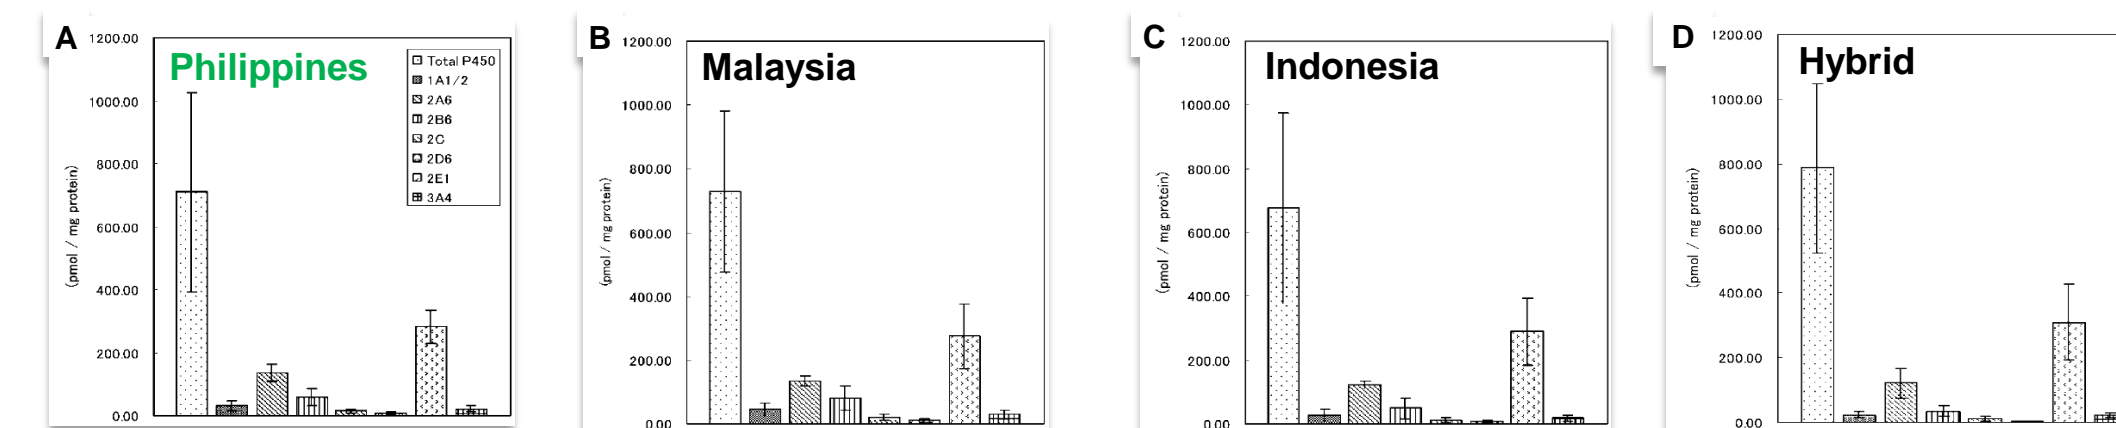 A
Philippines
1200.00
1000.00
800.00
600.00
400.00
200.00
0.00
(pmol / mg protein)
Total P450
1A1/2
2A6
2B6
2C
2D6
2E1
3A4
B
Malaysia
1200.00
1000.00
800.00
600.00
400.00
200.00
0.00
(pmol / mg protein)
C
Indonesia
1200.00
1000.00
800.00
600.00
400.00
200.00
0.00
(pmol / mg protein)
D
Hybrid
1200.00
1000.00
800.00
600.00
400.00
200.00
0.00
(pmol / mg protein)